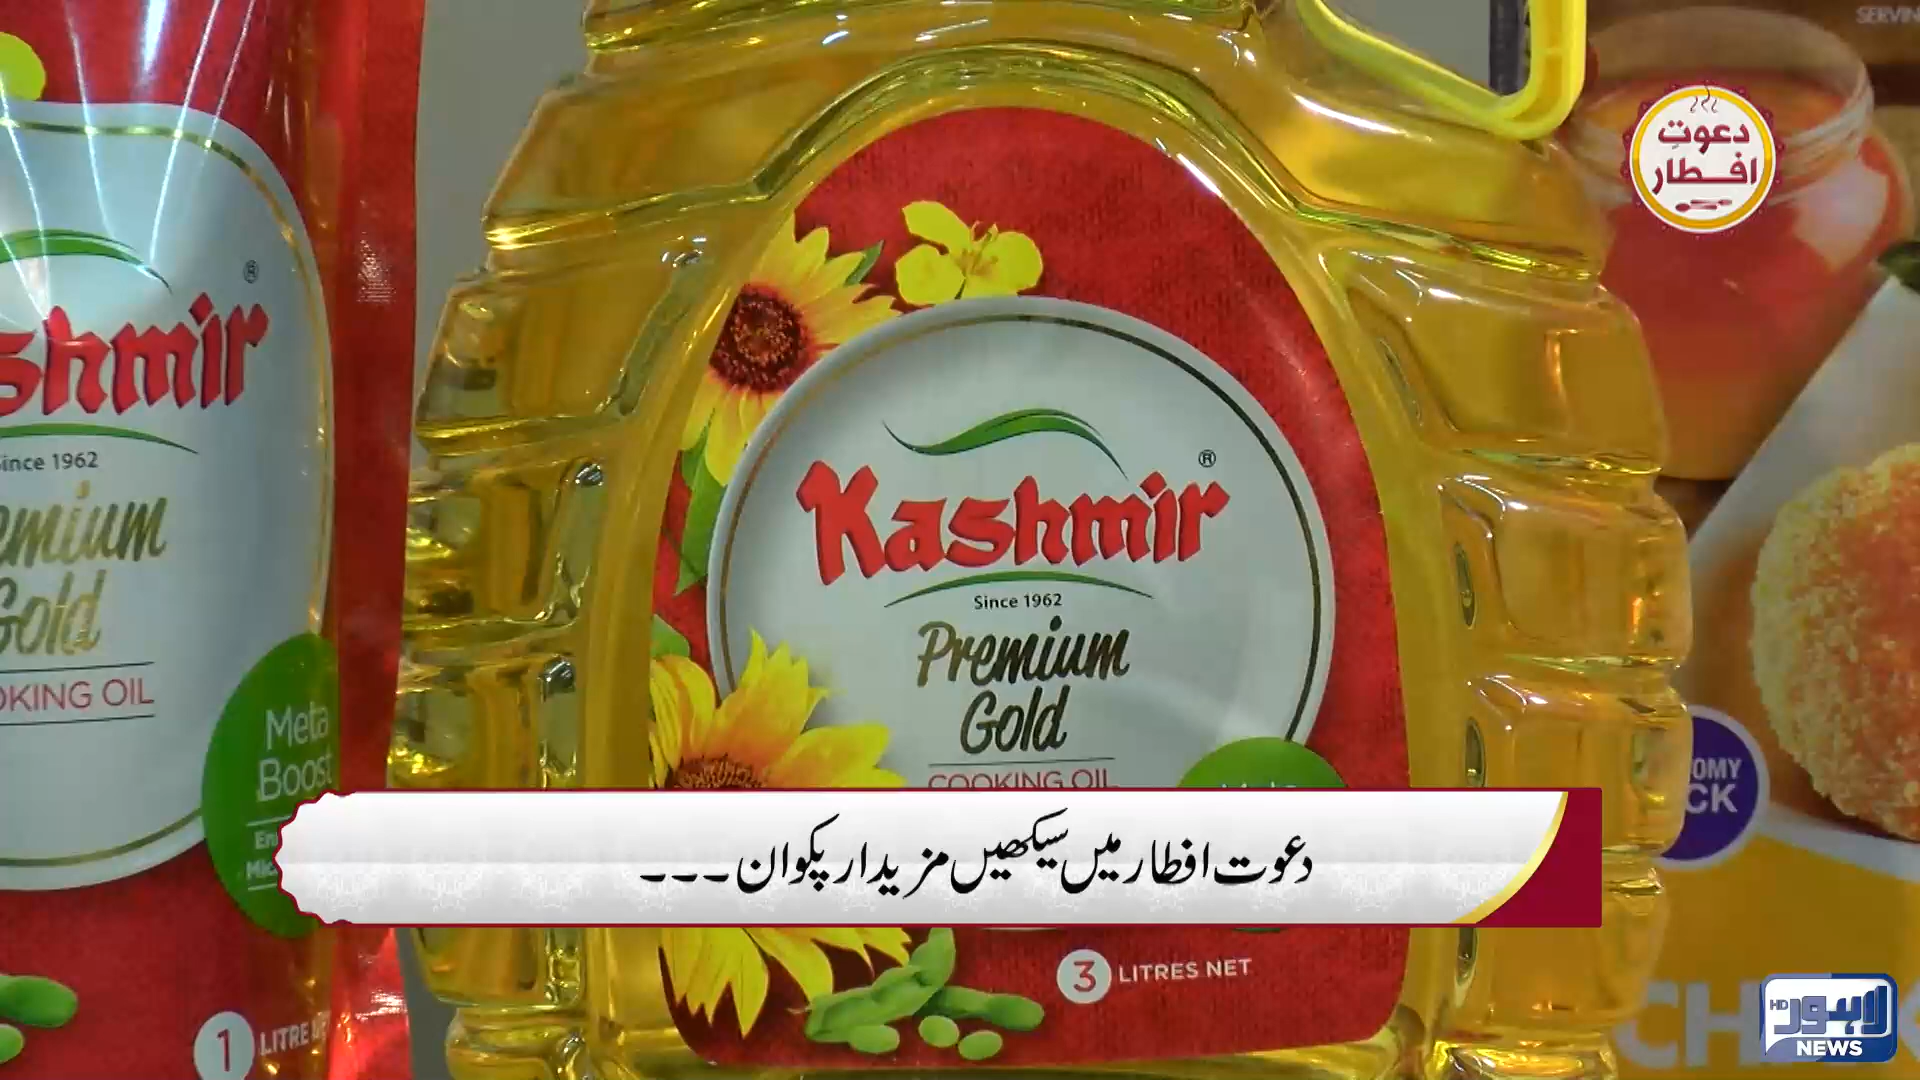 SERVIN
دعوتِ
افطار
shmir
®
Since 1962
emium
Gold
OKING OIL
Meta
Boost
1 LITRE
Kashmir
®
Since 1962
Premium
Gold
COOKING OIL
OMY
CK
دعوت افطار میں سیکھیں مزیدار پکوان ۔۔۔
3 LITRES NET
HD لاہور
NEWS